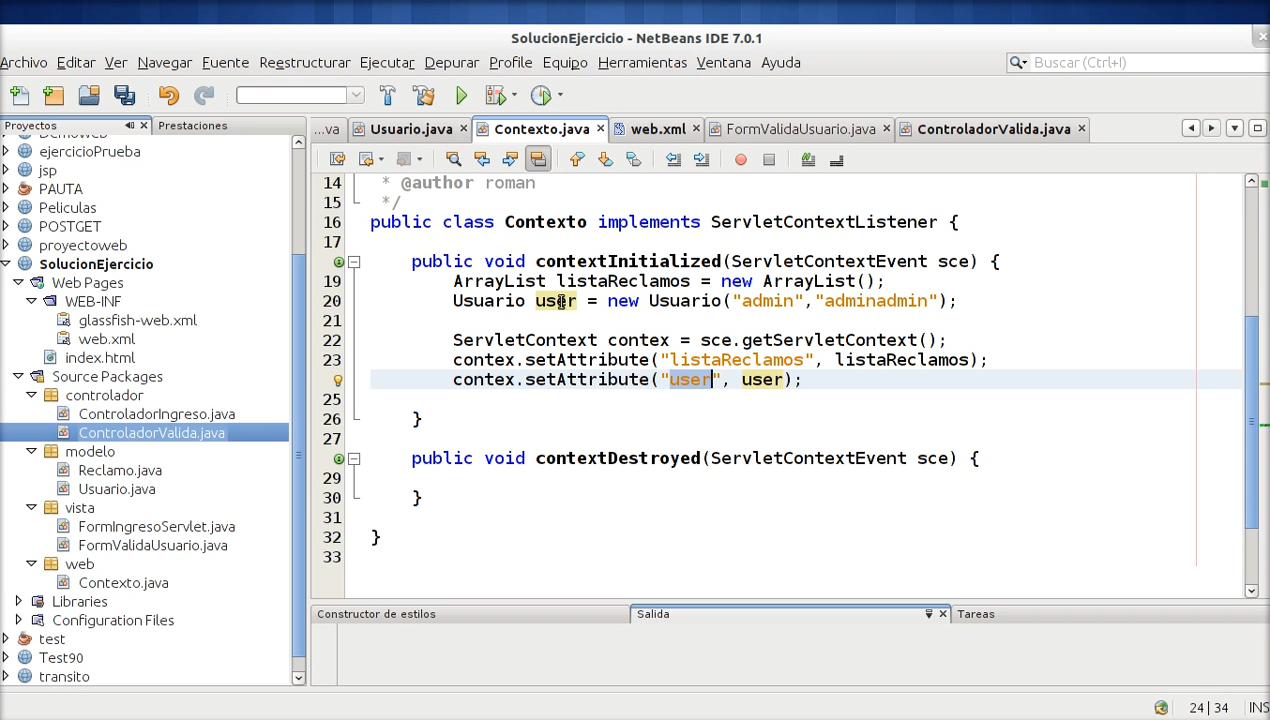 SolucionEjercicio - NetBeans IDE 7.0.1
Archivo Editar Ver Navegar Fuente Reestructurar Ejecutar Depurar Profile Equipo Herramientas Ventana Ayuda
Buscar (Ctrl+I)
Proyectos
Prestaciones
...va
Usuario.java
Contexto.java
web.xml
FormValidaUsuario.java
ControladorValida.java
DemoWeb
ejercicioPrueba
jsp
PAUTA
Peliculas
POSTGET
proyectoweb
SolucionEjercicio
Web Pages
WEB-INF
glassfish-web.xml
web.xml
index.html
Source Packages
controlador
ControladorIngreso.java
ControladorValida.java
modelo
Reclamo.java
Usuario.java
vista
FormIngresoServlet.java
FormValidaUsuario.java
web
Contexto.java
Libraries
Configuration Files
test
Test90
transito
14 * @author roman
15 */
16 public class Contexto implements ServletContextListener {
17
public void contextInitialized(ServletContextEvent sce) {
19 ArrayList listaReclamos = new ArrayList();
20 Usuario user = new Usuario("admin","adminadmin");
21
22 ServletContext contex = sce.getServletContext();
23 contex.setAttribute("listaReclamos", listaReclamos);
contex.setAttribute("user", user);
25
26 }
27
public void contextDestroyed(ServletContextEvent sce) {
29
30 }
31
32 }
33
Constructor de estilos
Salida
Tareas
24 | 34 INS